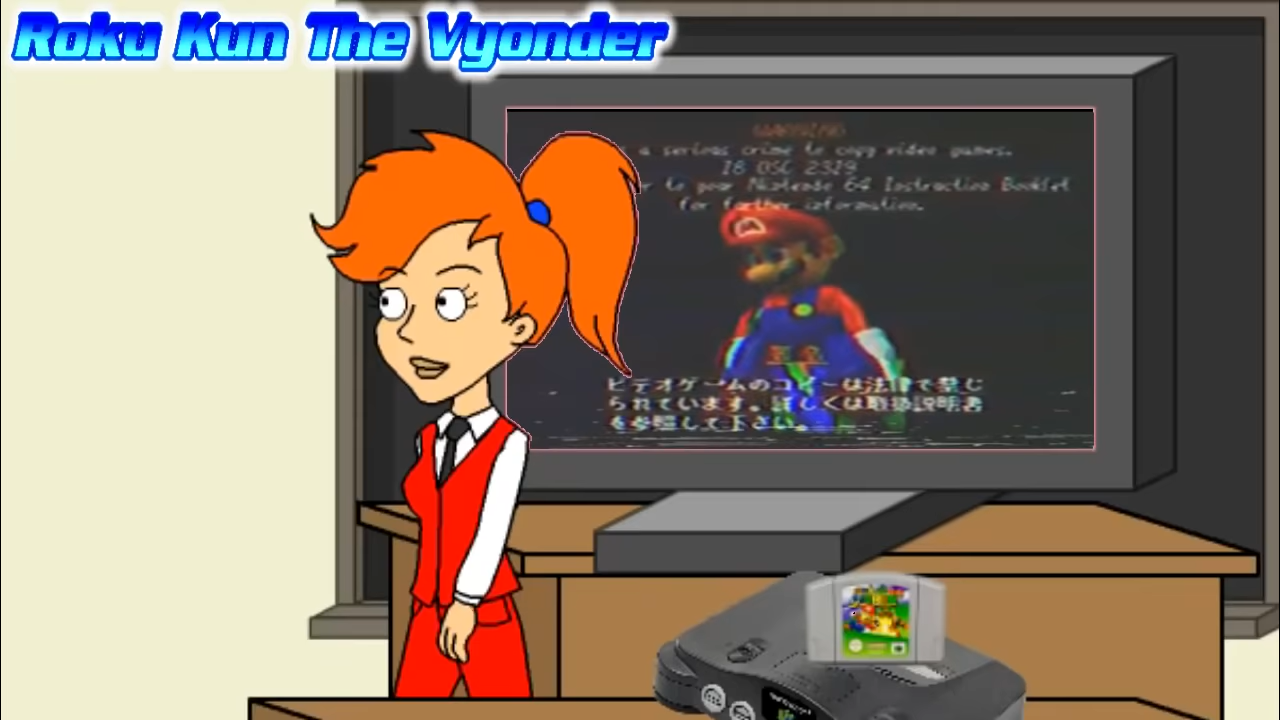 Roku Kun The Vyonder
WARNING
a serious crime to copy video games.
18 USC 2319
to your Nintendo 64 Instruction Booklet
for further information.
警告
ビデオゲームのコピーは法律で禁じ
られています。詳しくは取扱説明書
を参照して下さい。